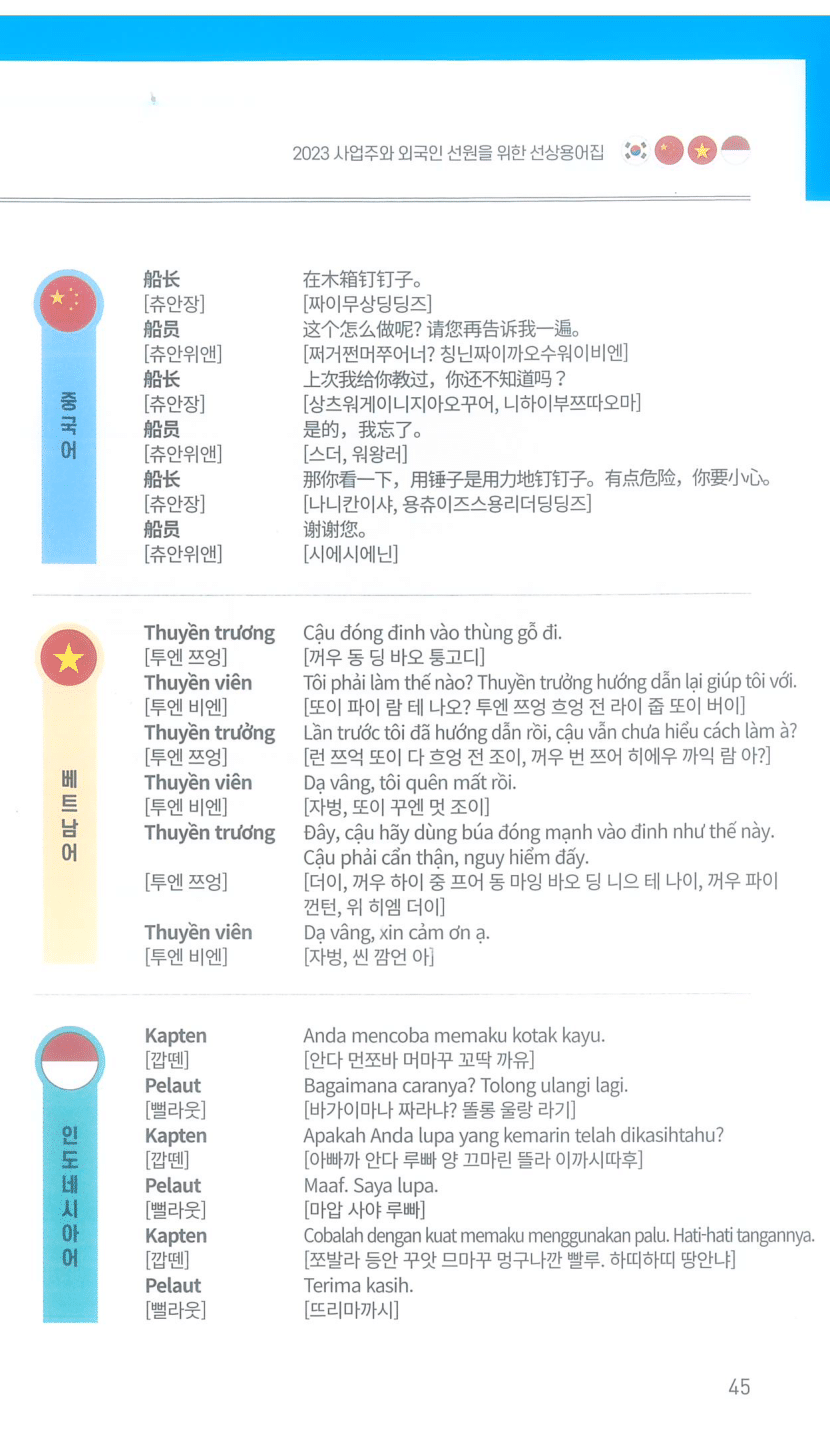 2023 사업주와 외국인 선원을 위한 선상용어집
중국어
船长 在木箱钉钉子。
[츄안장] [짜이무상딩딩즈]
船员 这个怎么做呢? 请您再告诉我一遍。
[츄안위앤] [쩌거쩐머쭈어너? 칭닌짜이까오수워이비엔]
船长 上次我给你教过，你还不知道吗？
[츄안장] [상츠워게이니지아오꾸어, 니하이부쯔따오마]
船员 是的，我忘了。
[츄안위앤] [스더, 워왕러]
船长 那你看一下，用锤子是用力地钉钉子。有点危险，你要小心。
[츄안장] [나니칸이샤, 용츄이즈스용리더딩딩즈]
船员 谢谢您。
[츄안위앤] [시에시에닌]
베트남어
Thuyền trương Cậu đóng đinh vào thùng gỗ đi.
[투엔 쯔엉] [꺼우 동 딩 바오 퉁고디]
Thuyền viên Tôi phải làm thế nào? Thuyền trưởng hướng dẫn lại giúp tôi với.
[투엔 비엔] [또이 파이 람 테 나오? 투엔 쯔엉 흐엉 전 라이 줍 또이 버이]
Thuyền trưởng Lần trước tôi đã hướng dẫn rồi, cậu vẫn chưa hiểu cách làm à?
[투엔 쯔엉] [런 쯔억 또이 다 흐엉 전 조이, 꺼우 번 쯔어 히에우 까익 람 아?]
Thuyền viên Dạ vâng, tôi quên mất rồi.
[투엔 비엔] [자벙, 또이 꾸엔 멋 조이]
Thuyền trương Đây, cậu hãy dùng búa đóng mạnh vào đinh như thế này.
Cậu phải cẩn thận, nguy hiểm đấy.
[투엔 쯔엉] [더이, 꺼우 하이 중 프어 동 마잉 바오 딩 니으 테 나이, 꺼우 파이
껀턴, 위 히엠 더이]
Thuyền viên Dạ vâng, xin cảm ơn ạ.
[투엔 비엔] [자벙, 씬 깜언 아]
인도네시아어
Kapten Anda mencoba memaku kotak kayu.
[깝뗀] [안다 먼쪼바 머마꾸 꼬딱 까유]
Pelaut Bagaimana caranya? Tolong ulangi lagi.
[뻘라웃] [바가이마나 짜라냐? 똘롱 울랑 라기]
Kapten Apakah Anda lupa yang kemarin telah dikasihtahu?
[깝뗀] [아빠까 안다 루빠 양 끄마린 뜰라 이까시따후]
Pelaut Maaf. Saya lupa.
[뻘라웃] [마압 사야 루빠]
Kapten Cobalah dengan kuat memaku menggunakan palu. Hati-hati tangannya.
[깝뗀] [쪼발라 등안 꾸앗 므마꾸 멍구나깐 빨루. 하띠하띠 땅안냐]
Pelaut Terima kasih.
[뻘라웃] [뜨리마까시]
45